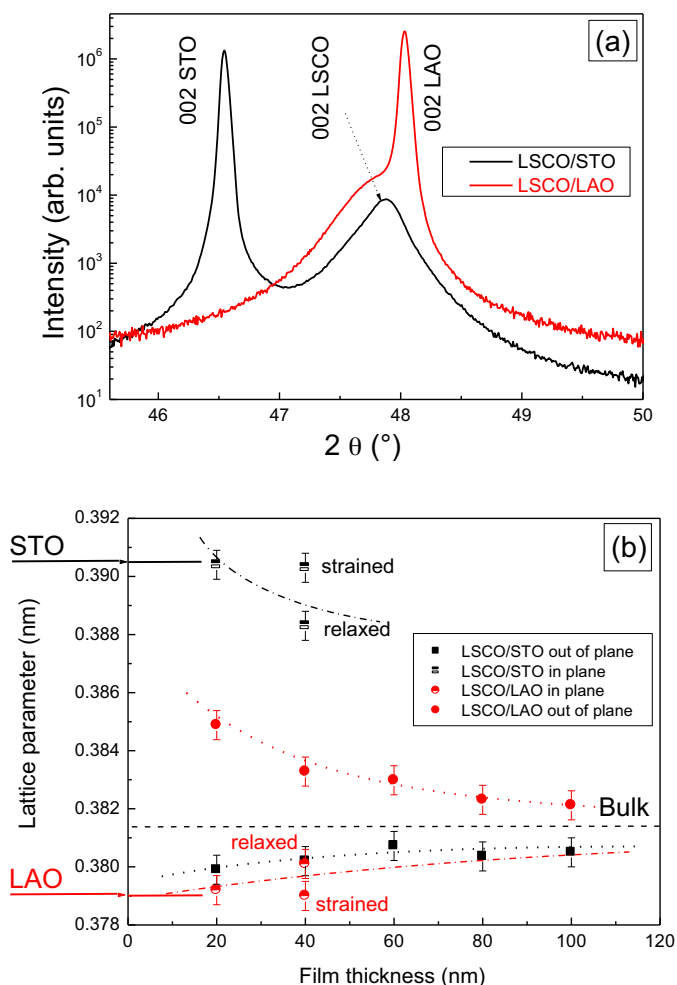 (a)
10^6
10^5
10^4
10^3
10^2
10^1
Intensity (arb. units)
002 STO
002 LSCO
002 LAO
LSCO/STO
LSCO/LAO
46
47
48
49
50
2 θ (°)
(b)
0.392
0.390
0.388
0.386
0.384
0.382
0.380
0.378
Lattice parameter (nm)
STO
LAO
strained
relaxed
LSCO/STO out of plane
LSCO/STO in plane
LSCO/LAO in plane
LSCO/LAO out of plane
Bulk
relaxed
strained
0
20
40
60
80
100
120
Film thickness (nm)